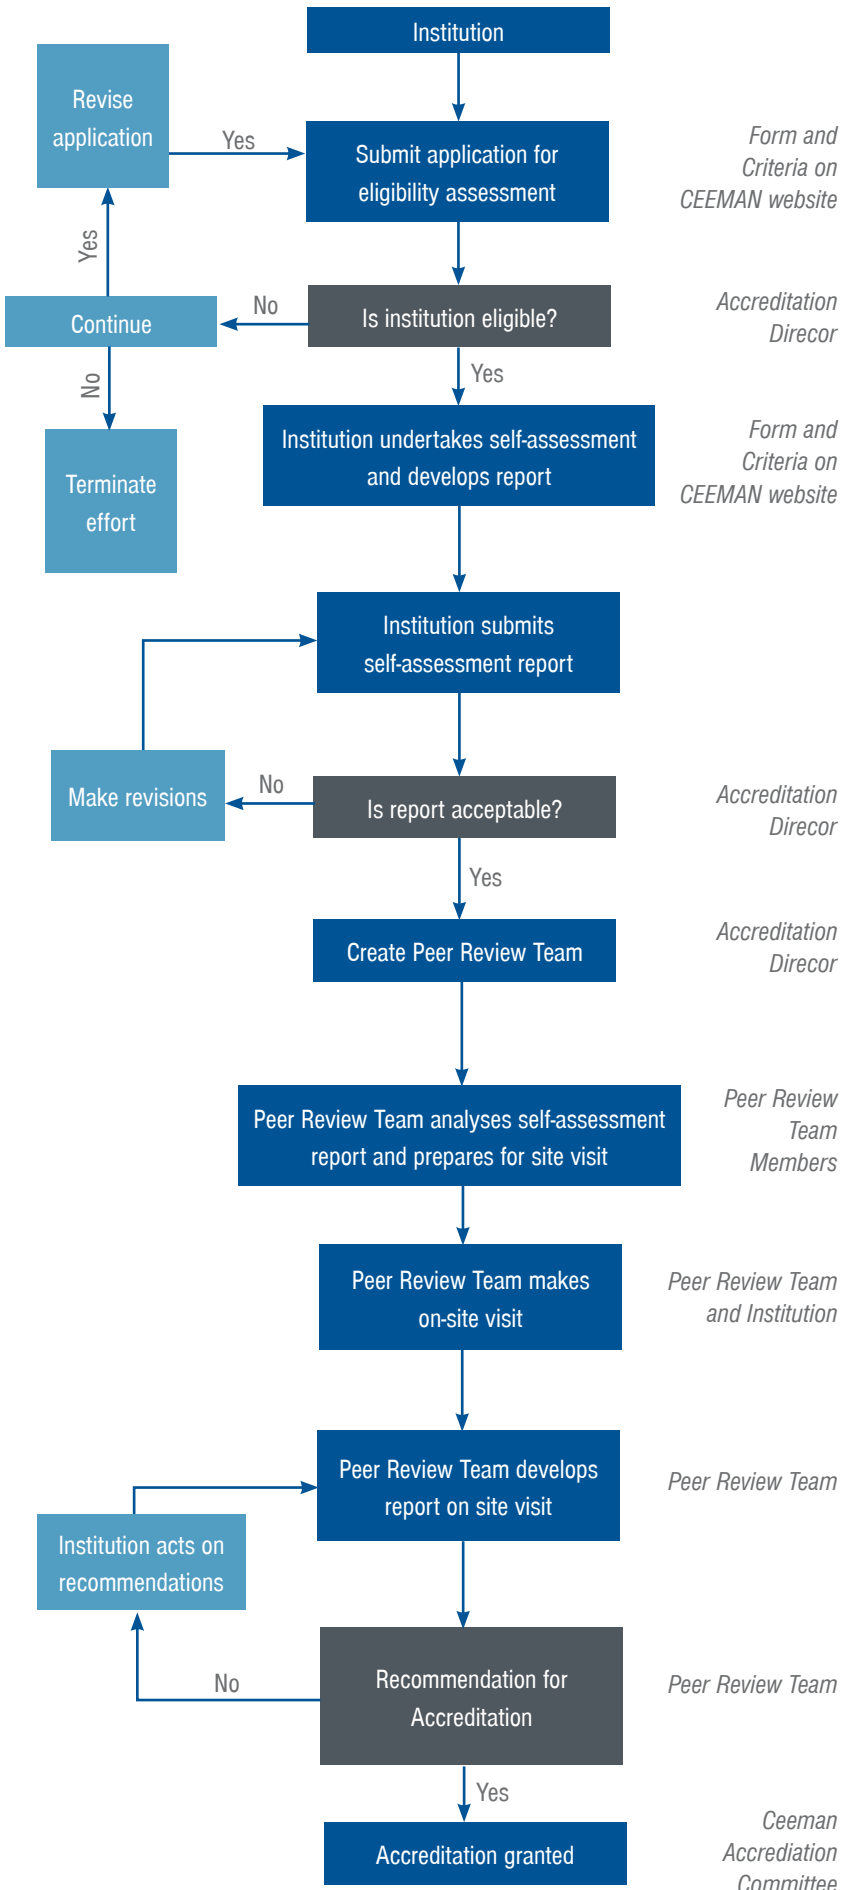 Institution
Revise
application
Yes
Submit application for
eligibility assessment
Form and
Criteria on
CEEMAN website
Yes
Continue
No
Is institution eligible?
Accreditation
Direcor
No
Yes
Terminate
effort
Institution undertakes self-assessment
and develops report
Form and
Criteria on
CEEMAN website
Institution submits
self-assessment report
Make revisions
No
Is report acceptable?
Accreditation
Direcor
Yes
Create Peer Review Team
Accreditation
Direcor
Peer Review Team analyses self-assessment
report and prepares for site visit
Peer Review
Team
Members
Peer Review Team makes
on-site visit
Peer Review Team
and Institution
Peer Review Team develops
report on site visit
Peer Review Team
Institution acts on
recommendations
No
Recommendation for
Accreditation
Peer Review Team
Yes
Accreditation granted
Ceeman
Accrediation
Committee